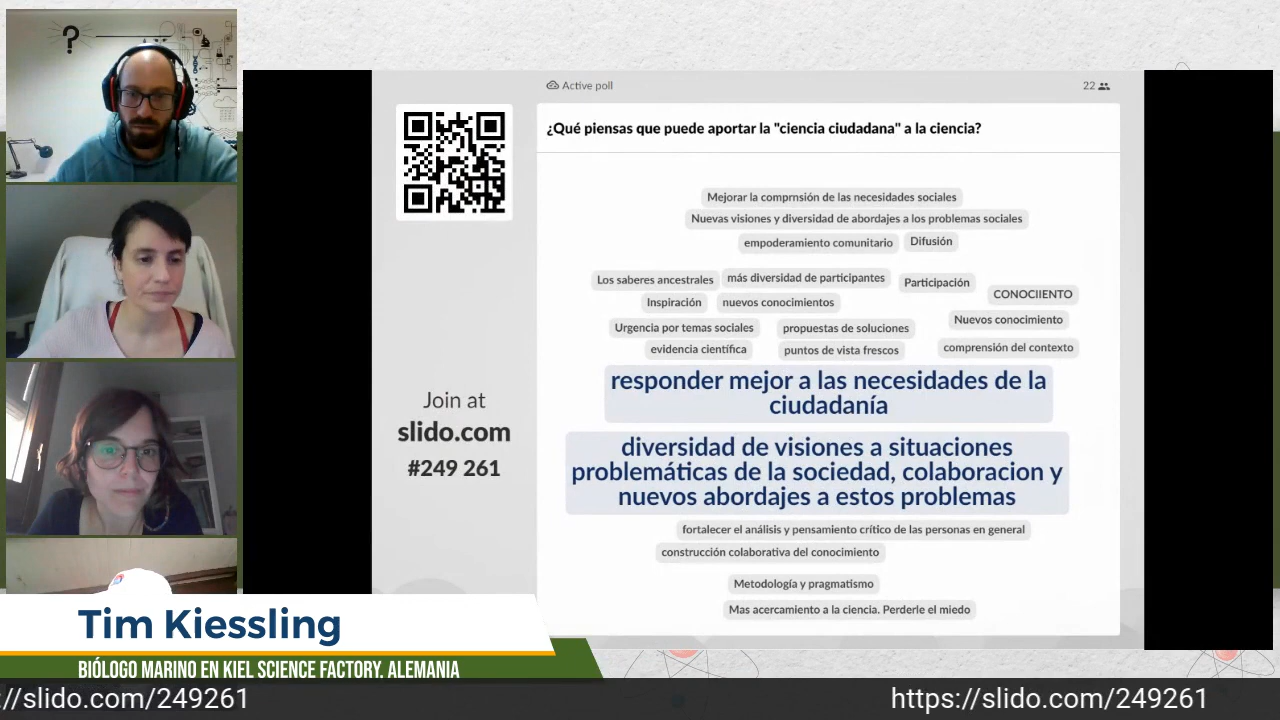 Active poll
22
¿Qué piensas que puede aportar la "ciencia ciudadana" a la ciencia?
Mejorar la comprnsión de las necesidades sociales
Nuevas visiones y diversidad de abordajes a los problemas sociales
empoderamiento comunitario
Difusión
Los saberes ancestrales
más diversidad de participantes
Participación
CONOCIIENTO
Inspiración
nuevos conocimientos
Nuevos conocimiento
Urgencia por temas sociales
propuestas de soluciones
evidencia científica
puntos de vista frescos
comprensión del contexto
responder mejor a las necesidades de la
ciudadanía
diversidad de visiones a situaciones
problemáticas de la sociedad, colaboracion y
nuevos abordajes a estos problemas
fortalecer el análisis y pensamiento crítico de las personas en general
construcción colaborativa del conocimiento
Metodología y pragmatismo
Mas acercamiento a la ciencia. Perderle el miedo
Join at
slido.com
#249 261
?
Tim Kiessling
BIÓLOGO MARINO EN KIEL SCIENCE FACTORY. ALEMANIA
://slido.com/249261
https://slido.com/249261